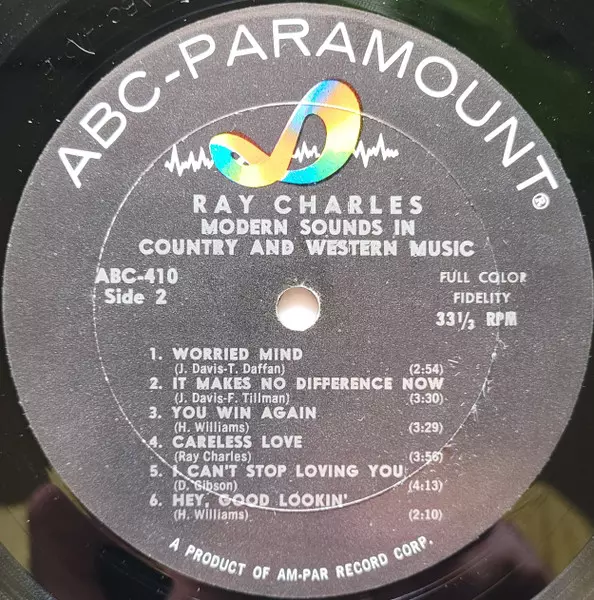 ABC-PARAMOUNT®
RAY CHARLES
MODERN SOUNDS IN
COUNTRY AND WESTERN MUSIC
ABC-410
Side 2
FULL COLOR
FIDELITY
33 1/3 RPM
1. WORRIED MIND
(J. Davis-T. Daffan) (2:54)
2. IT MAKES NO DIFFERENCE NOW
(J. Davis-F. Tillman) (3:30)
3. YOU WIN AGAIN
(H. Williams) (3:29)
4. CARELESS LOVE
(Ray Charles) (3:56)
5. I CAN'T STOP LOVING YOU
(D. Gibson) (4:13)
6. HEY, GOOD LOOKIN'
(H. Williams) (2:10)
A PRODUCT OF AM-PAR RECORD CORP.